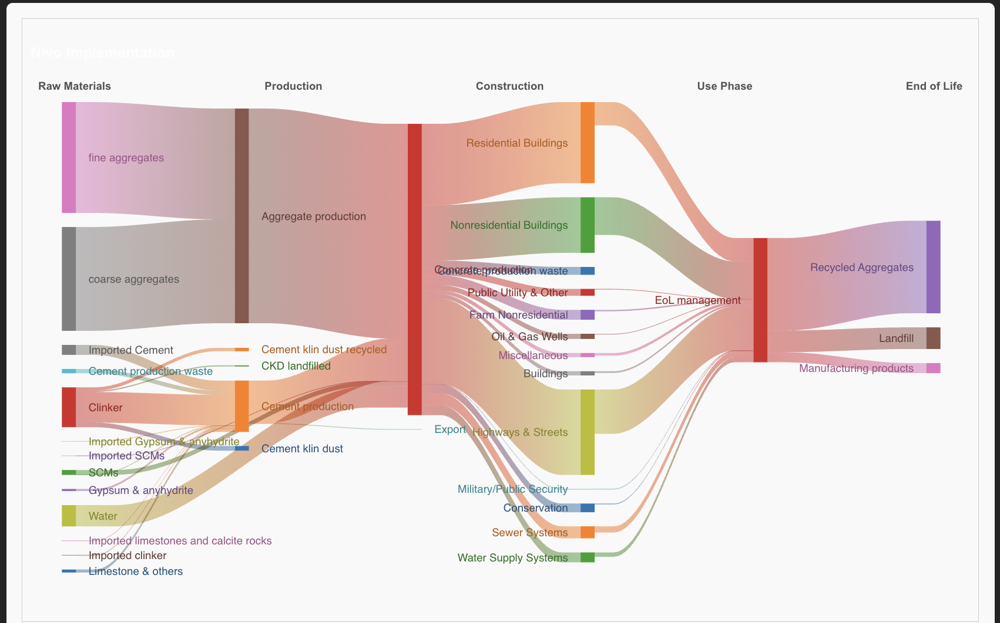 Nivo Implementation
Raw Materials
Production
Construction
Use Phase
End of Life
fine aggregates
coarse aggregates
Imported Cement
Cement production waste
Clinker
Imported Gypsum & anyhydrite
Imported SCMs
SCMs
Gypsum & anyhydrite
Water
Imported limestones and calcite rocks
Imported clinker
Limestone & others
Aggregate production
Cement klin dust recycled
CKD landfilled
Cement production
Cement klin dust
Concrete production
Export
Residential Buildings
Nonresidential Buildings
Concrete production waste
Public Utility & Other
Farm Nonresidential
Oil & Gas Wells
Miscellaneous
Buildings
Highways & Streets
Military/Public Security
Conservation
Sewer Systems
Water Supply Systems
EoL management
Recycled Aggregates
Landfill
Manufacturing products